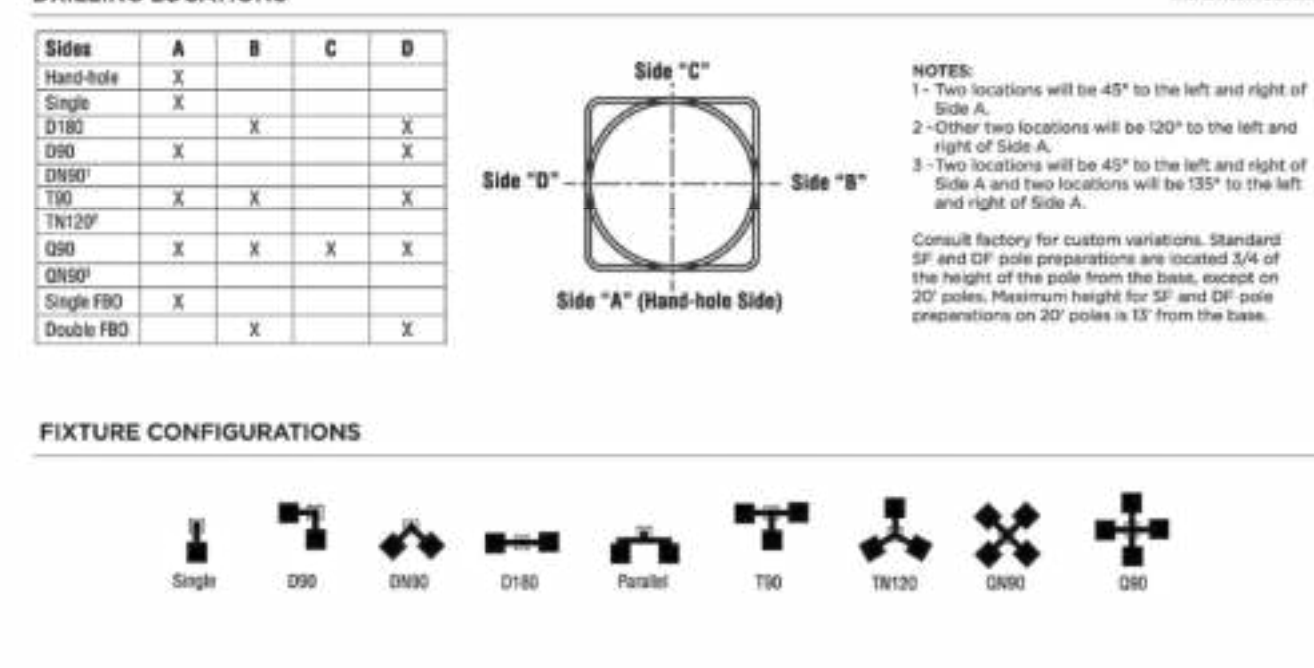 DRILLING LOCATIONS
Sides A B C D
Hand-hole X
Single X
D180 X X
D90 X X
DN90¹
T90 X X X
TN120²
Q90 X X X X
QN90³
Single FBO X
Double FBO X X
Side "C"
Side "D"
Side "B"
Side "A" (Hand-hole Side)
NOTES:
1 - Two locations will be 45° to the left and right of
Side A.
2 -Other two locations will be 120° to the left and
right of Side A.
3 -Two locations will be 45° to the left and right of
Side A and two locations will be 135° to the left
and right of Side A.
Consult factory for custom variations. Standard
SF and DF pole preparations are located 3/4 of
the height of the pole from the base, except on
20' poles. Maximum height for SF and DF pole
preparations on 20' poles is 13' from the base.
FIXTURE CONFIGURATIONS
Single
D90
DN90
D180
Parallel
T90
TN120
QN90
Q90